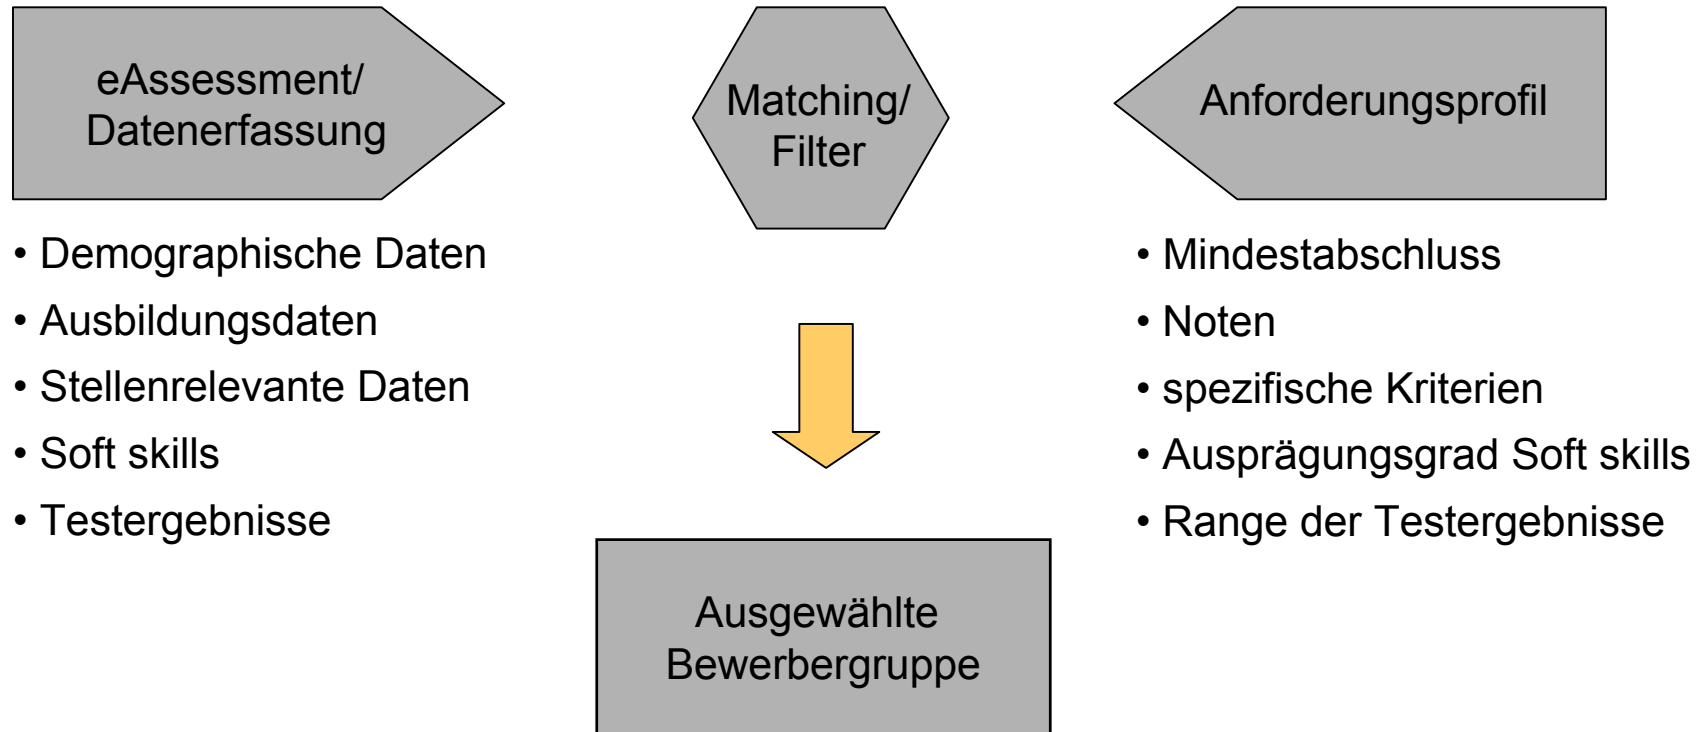 eAssessment/
Datenerfassung
Matching/
Filter
Anforderungsprofil
• Demographische Daten
• Ausbildungsdaten
• Stellenrelevante Daten
• Soft skills
• Testergebnisse
• Mindestabschluss
• Noten
• spezifische Kriterien
• Ausprägungsgrad Soft skills
• Range der Testergebnisse
Ausgewählte
Bewerbergruppe